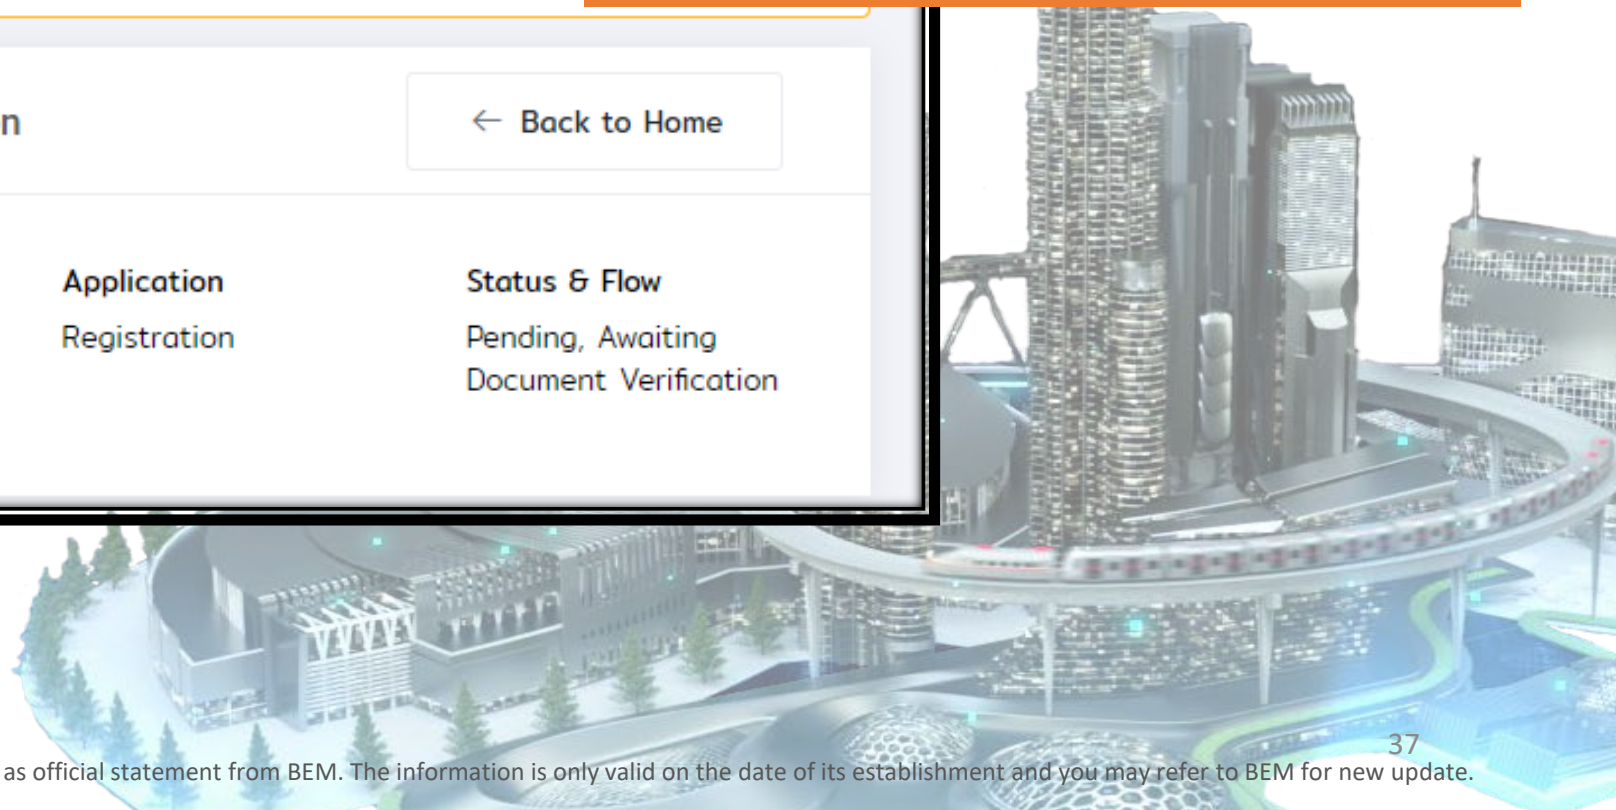 n
← Back to Home
Application
Status & Flow
Registration
Pending, Awaiting
Document Verification
37
as official statement from BEM. The information is only valid on the date of its establishment and you may refer to BEM for new update.